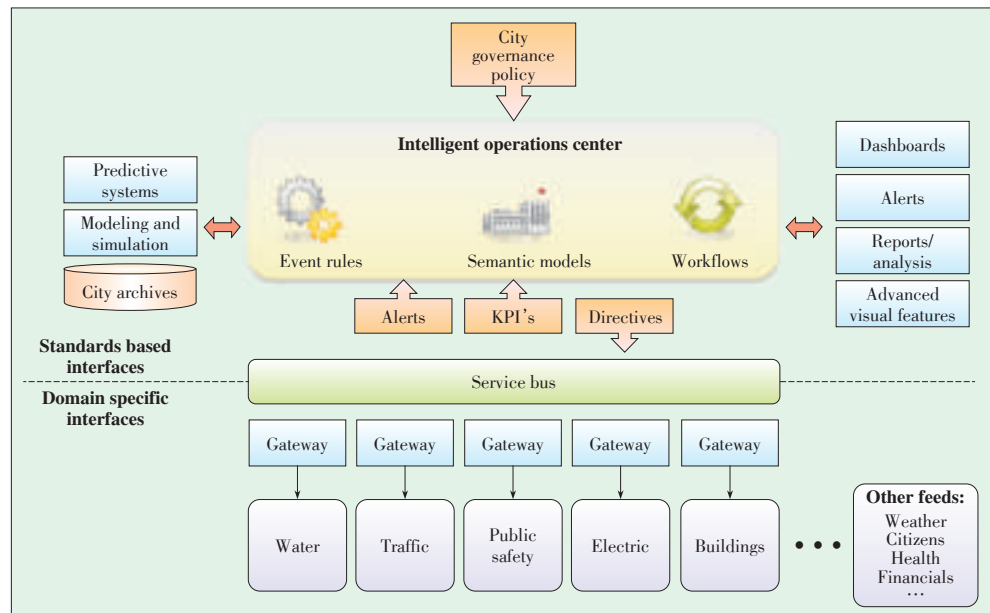 City
governance
policy
Intelligent operations center
Event rules
Semantic models
Workflows
Predictive
systems
Modeling and
simulation
City archives
Dashboards
Alerts
Reports/
analysis
Advanced
visual features
Alerts
KPI's
Directives
Standards based
interfaces
Service bus
Domain specific
interfaces
Gateway
Gateway
Gateway
Gateway
Gateway
Water
Traffic
Public
safety
Electric
Buildings
• • •
Other feeds:
Weather
Citizens
Health
Financials
...